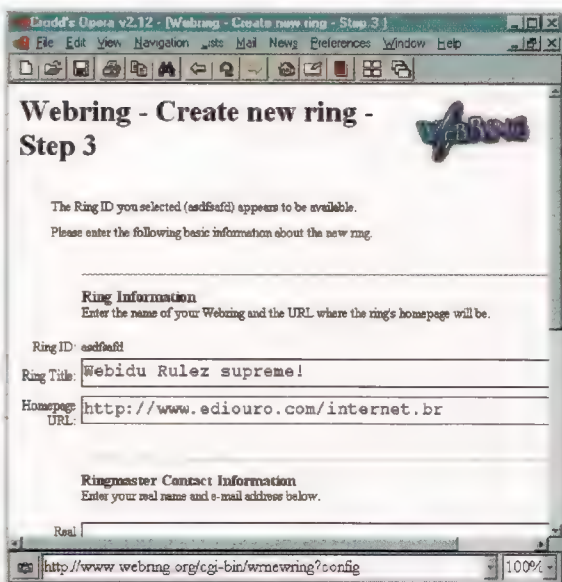 Dodd's Opera v2.12 - [Webring - Create new ring - Step 3 ]
File Edit View Navigation Lists Mail News Preferences Window Help
Webring - Create new ring -
Step 3
The Ring ID you selected (asdfsafd) appears to be available.
Please enter the following basic information about the new ring.
Ring Information
Enter the name of your Webring and the URL where the ring's homepage will be.
Ring ID: asdfsafd
Ring Title: Webidu Rulez supreme!
Homepage URL: http://www.ediouro.com/internet.br
Ringmaster Contact Information
Enter your real name and e-mail address below.
Real
http://www.webring.org/cgi-bin/wrnewring?config
100%